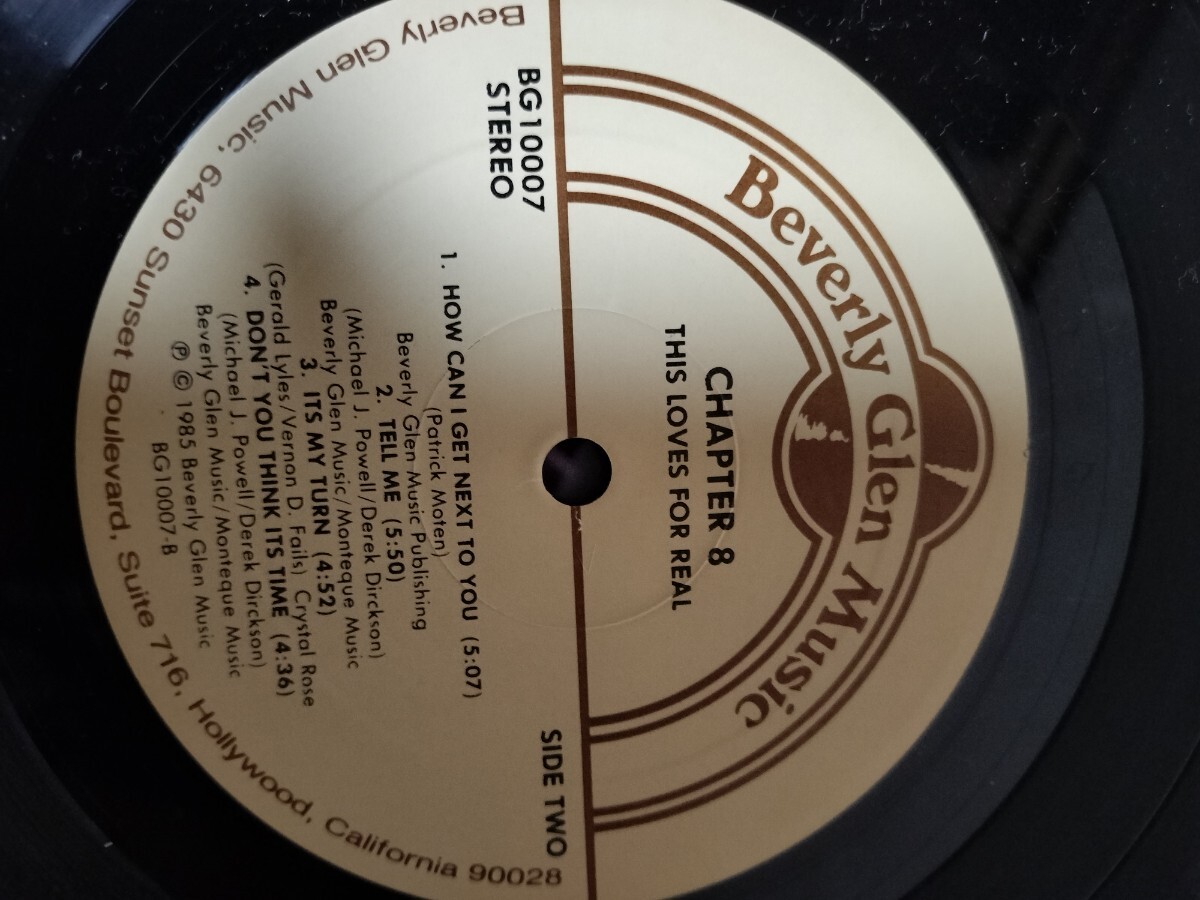 Beverly Glen Music
CHAPTER 8
THIS LOVES FOR REAL
BG10007
STEREO
SIDE TWO
1. HOW CAN I GET NEXT TO YOU (5:07)
(Patrick Moten)
Beverly Glen Music Publishing
2. TELL ME (5:50)
(Michael J. Powell/Derek Dirckson)
Beverly Glen Music/Monteque Music
3. ITS MY TURN (4:52)
(Gerald Lyles/Vernon D. Fails) Crystal Rose
4. DON'T YOU THINK ITS TIME (4:36)
(Michael J. Powell/Derek Dirckson)
Beverly Glen Music/Monteque Music
℗ © 1985 Beverly Glen Music
BG10007-B
Beverly Glen Music, 6430 Sunset Boulevard, Suite 716, Hollywood, California 90028